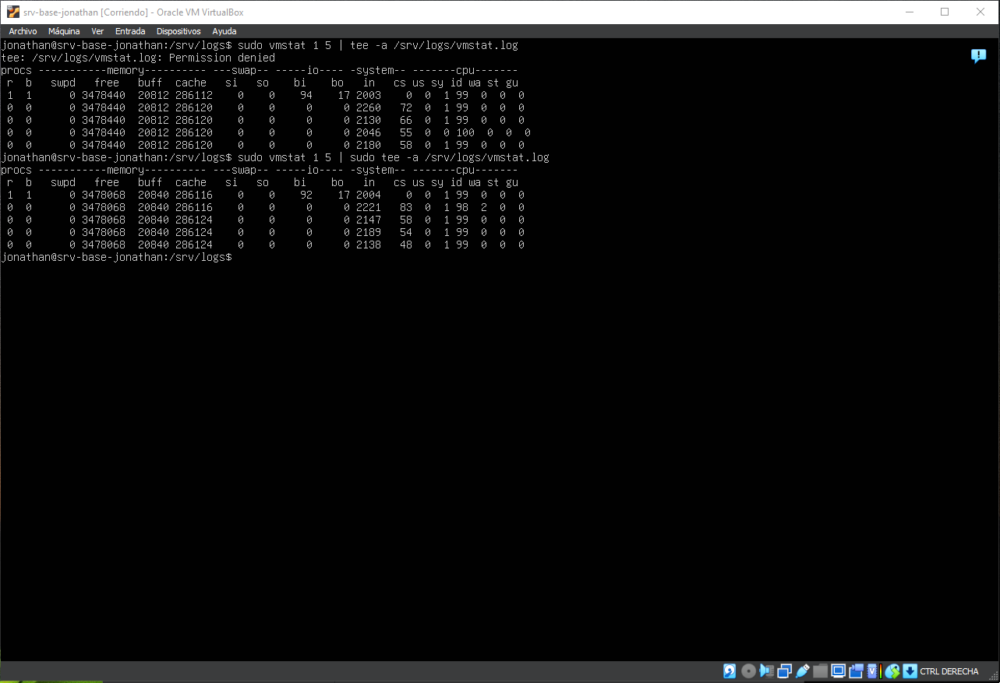 srv-base-jonathan [Corriendo] - Oracle VM VirtualBox
Archivo Máquina Ver Entrada Dispositivos Ayuda
jonathan@srv-base-jonathan:/srv/logs$ sudo vmstat 1 5 | tee -a /srv/logs/vmstat.log
tee: /srv/logs/vmstat.log: Permission denied
procs -----------memory---------- ---swap-- -----io---- -system-- -------cpu-------
 r  b   swpd   free   buff  cache   si   so    bi    bo   in   cs us sy id wa st gu
 1  1      0 3478440  20812 286112    0    0    94    17 2003    0  0  1 99  0  0  0
 0  0      0 3478440  20812 286120    0    0     0     0 2260   72  0  1 99  0  0  0
 0  0      0 3478440  20812 286120    0    0     0     0 2130   66  0  1 99  0  0  0
 0  0      0 3478440  20812 286120    0    0     0     0 2046   55  0  0 100  0  0  0
 0  0      0 3478440  20812 286120    0    0     0     0 2180   58  0  1 99  0  0  0
jonathan@srv-base-jonathan:/srv/logs$ sudo vmstat 1 5 | sudo tee -a /srv/logs/vmstat.log
procs -----------memory---------- ---swap-- -----io---- -system-- -------cpu-------
 r  b   swpd   free   buff  cache   si   so    bi    bo   in   cs us sy id wa st gu
 1  1      0 3478068  20840 286116    0    0    92    17 2004    0  0  1 99  0  0  0
 0  0      0 3478068  20840 286116    0    0     0     0 2221   83  0  1 98  2  0  0
 0  0      0 3478068  20840 286124    0    0     0     0 2147   58  0  1 99  0  0  0
 0  0      0 3478068  20840 286124    0    0     0     0 2189   54  0  1 99  0  0  0
 0  0      0 3478068  20840 286124    0    0     0     0 2138   48  0  1 99  0  0  0
jonathan@srv-base-jonathan:/srv/logs$
CTRL DERECHA